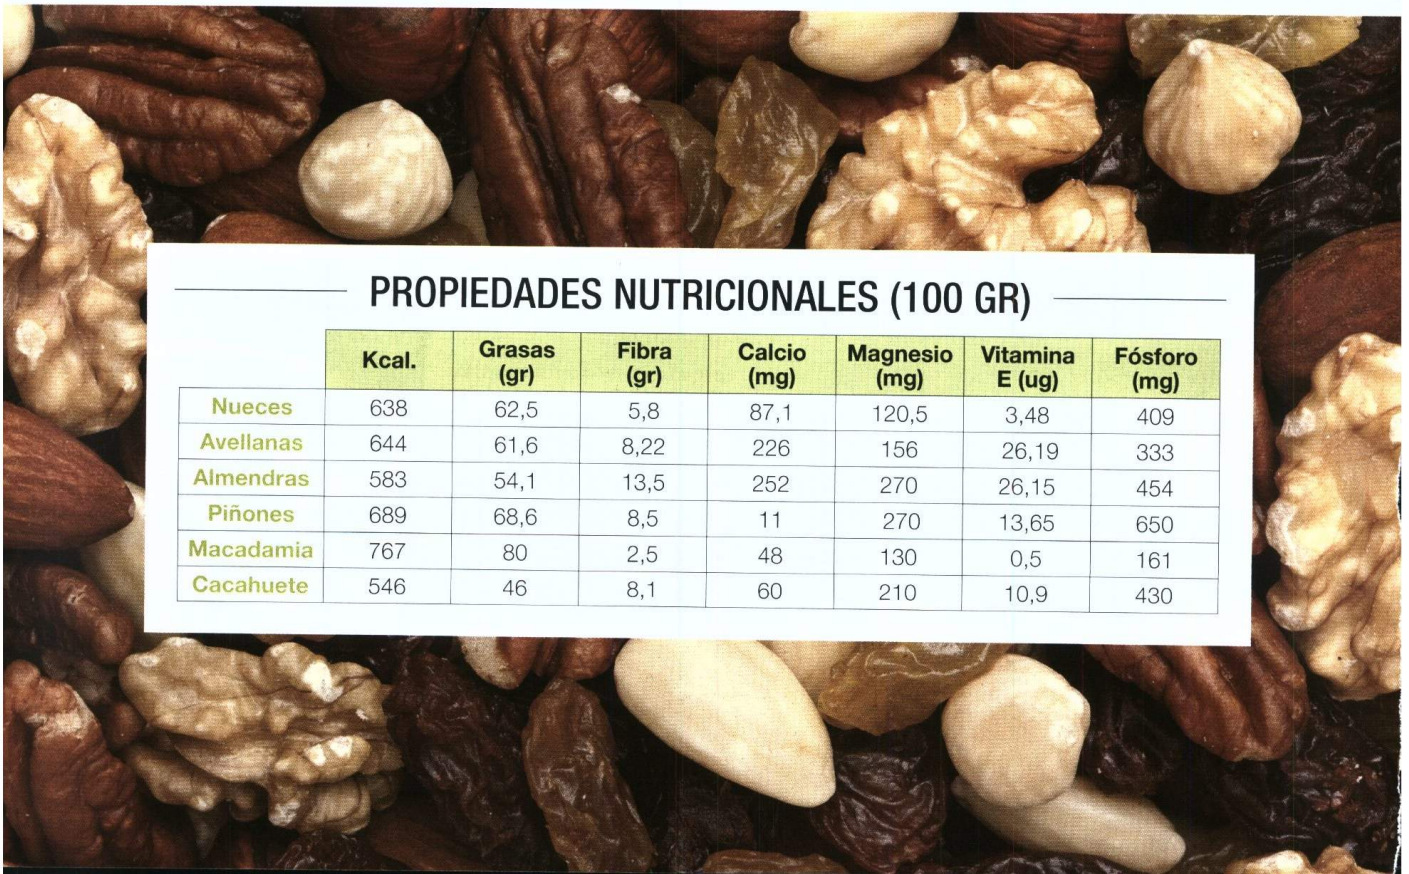 PROPIEDADES NUTRICIONALES (100 GR)
Kcal. Grasas (gr) Fibra (gr) Calcio (mg) Magnesio (mg) Vitamina E (ug) Fósforo (mg)
Nueces 638 62,5 5,8 87,1 120,5 3,48 409
Avellanas 644 61,6 8,22 226 156 26,19 333
Almendras 583 54,1 13,5 252 270 26,15 454
Piñones 689 68,6 8,5 11 270 13,65 650
Macadamia 767 80 2,5 48 130 0,5 161
Cacahuete 546 46 8,1 60 210 10,9 430